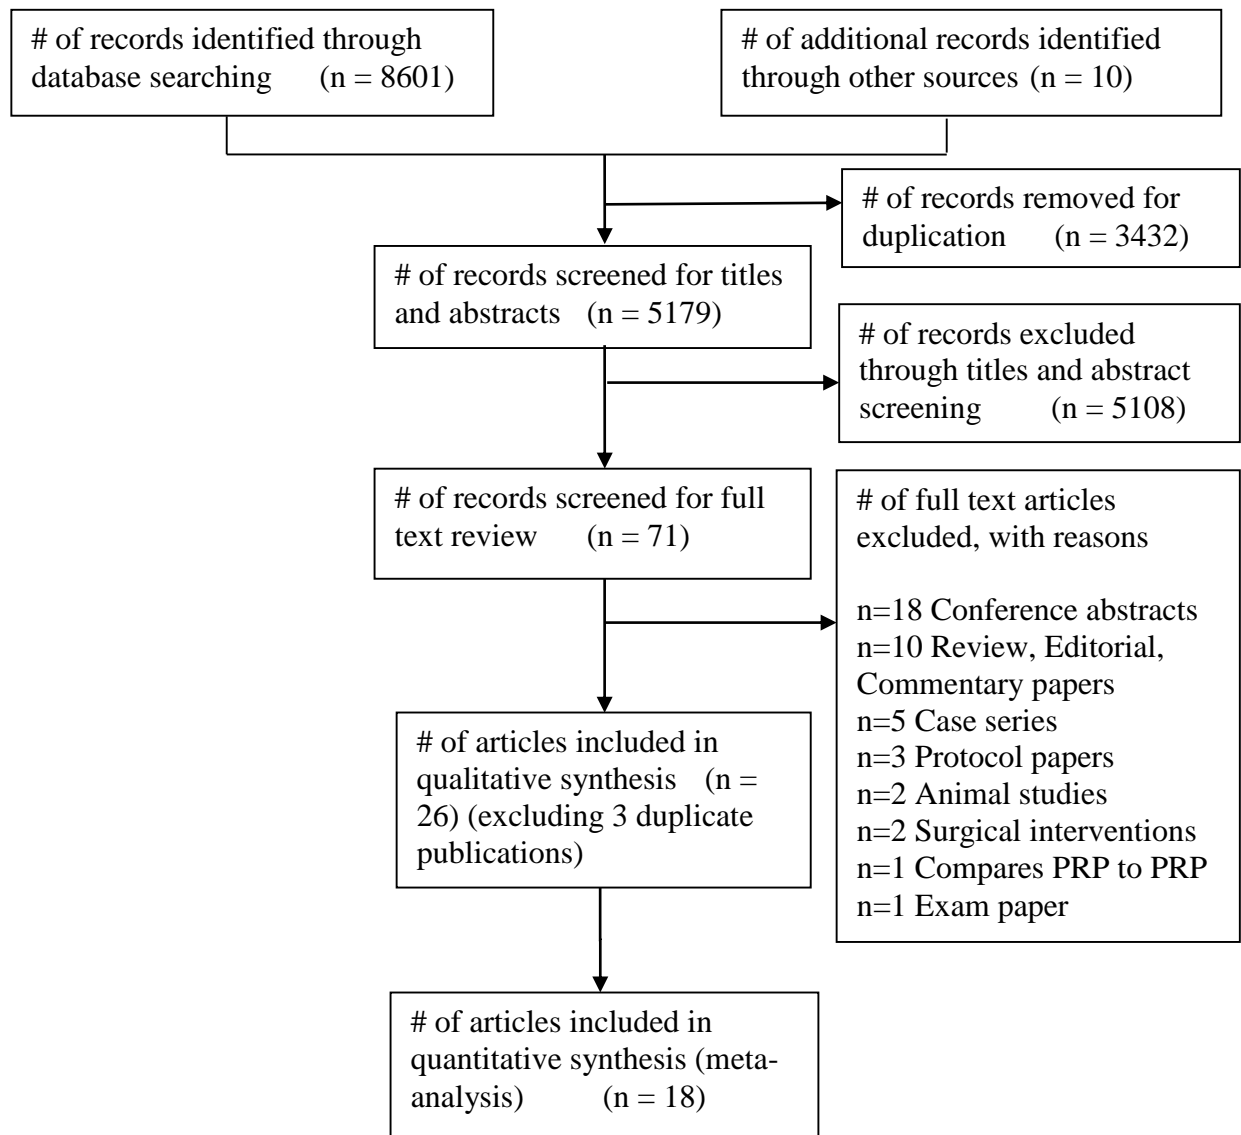 # of records identified through
database searching (n = 8601)
# of additional records identified
through other sources (n = 10)
# of records removed for
duplication (n = 3432)
# of records screened for titles
and abstracts (n = 5179)
# of records excluded
through titles and abstract
screening (n = 5108)
# of records screened for full
text review (n = 71)
# of full text articles
excluded, with reasons
n=18 Conference abstracts
n=10 Review, Editorial,
Commentary papers
n=5 Case series
n=3 Protocol papers
n=2 Animal studies
n=2 Surgical interventions
n=1 Compares PRP to PRP
n=1 Exam paper
# of articles included in
qualitative synthesis (n =
26) (excluding 3 duplicate
publications)
# of articles included in
quantitative synthesis (meta-
analysis) (n = 18)